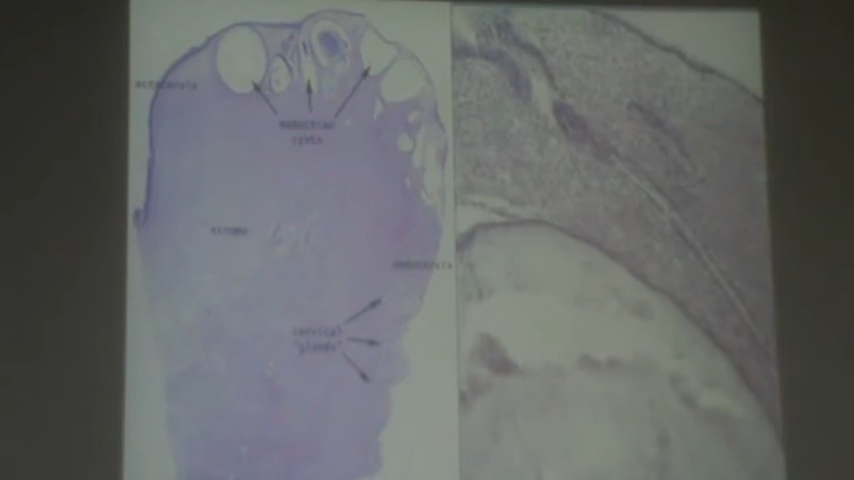 ectocervix
nabothian
cysts
stroma
endocervix
cervical
"glands"